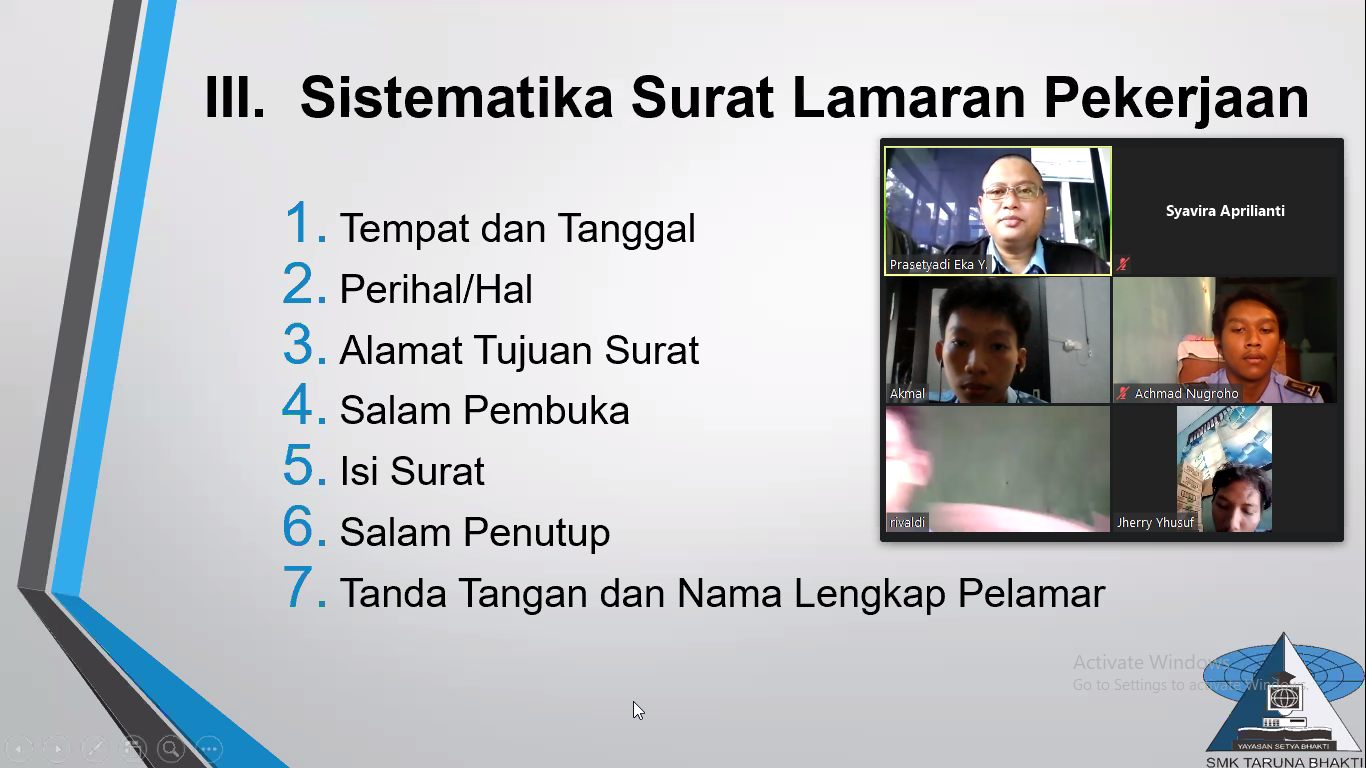 III. Sistematika Surat Lamaran Pekerjaan
1. Tempat dan Tanggal
2. Perihal/Hal
3. Alamat Tujuan Surat
4. Salam Pembuka
5. Isi Surat
6. Salam Penutup
7. Tanda Tangan dan Nama Lengkap Pelamar
Prasetyadi Eka Y.
Syavira Aprilianti
Akmal
Achmad Nugroho
rivaldi
Jherry Yhusuf
Activate Windows
Go to Settings to activate Windows.
YAYASAN SETYA BHAKTI
SMK TARUNA BHAKTI